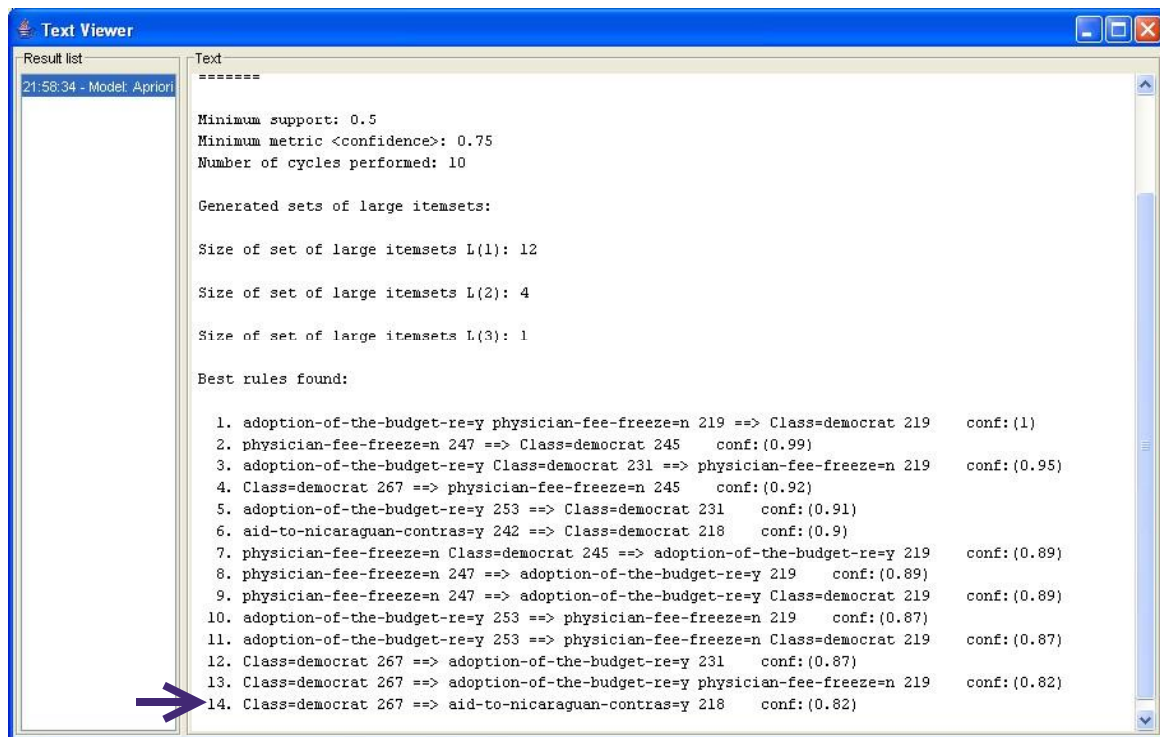 Text Viewer
Result list
21:58:34 - Model: Apriori
Text
=======
Minimum support: 0.5
Minimum metric <confidence>: 0.75
Number of cycles performed: 10
Generated sets of large itemsets:
Size of set of large itemsets L(1): 12
Size of set of large itemsets L(2): 4
Size of set of large itemsets L(3): 1
Best rules found:
1. adoption-of-the-budget-re=y physician-fee-freeze=n 219 ==> Class=democrat 219 conf:(1)
2. physician-fee-freeze=n 247 ==> Class=democrat 245 conf:(0.99)
3. adoption-of-the-budget-re=y Class=democrat 231 ==> physician-fee-freeze=n 219 conf:(0.95)
4. Class=democrat 267 ==> physician-fee-freeze=n 245 conf:(0.92)
5. adoption-of-the-budget-re=y 253 ==> Class=democrat 231 conf:(0.91)
6. aid-to-nicaraguan-contras=y 242 ==> Class=democrat 218 conf:(0.9)
7. physician-fee-freeze=n Class=democrat 245 ==> adoption-of-the-budget-re=y 219 conf:(0.89)
8. physician-fee-freeze=n 247 ==> adoption-of-the-budget-re=y 219 conf:(0.89)
9. physician-fee-freeze=n 247 ==> adoption-of-the-budget-re=y Class=democrat 219 conf:(0.89)
10. adoption-of-the-budget-re=y 253 ==> physician-fee-freeze=n 219 conf:(0.87)
11. adoption-of-the-budget-re=y 253 ==> physician-fee-freeze=n Class=democrat 219 conf:(0.87)
12. Class=democrat 267 ==> adoption-of-the-budget-re=y 231 conf:(0.87)
13. Class=democrat 267 ==> adoption-of-the-budget-re=y physician-fee-freeze=n 219 conf:(0.82)
14. Class=democrat 267 ==> aid-to-nicaraguan-contras=y 218 conf:(0.82)